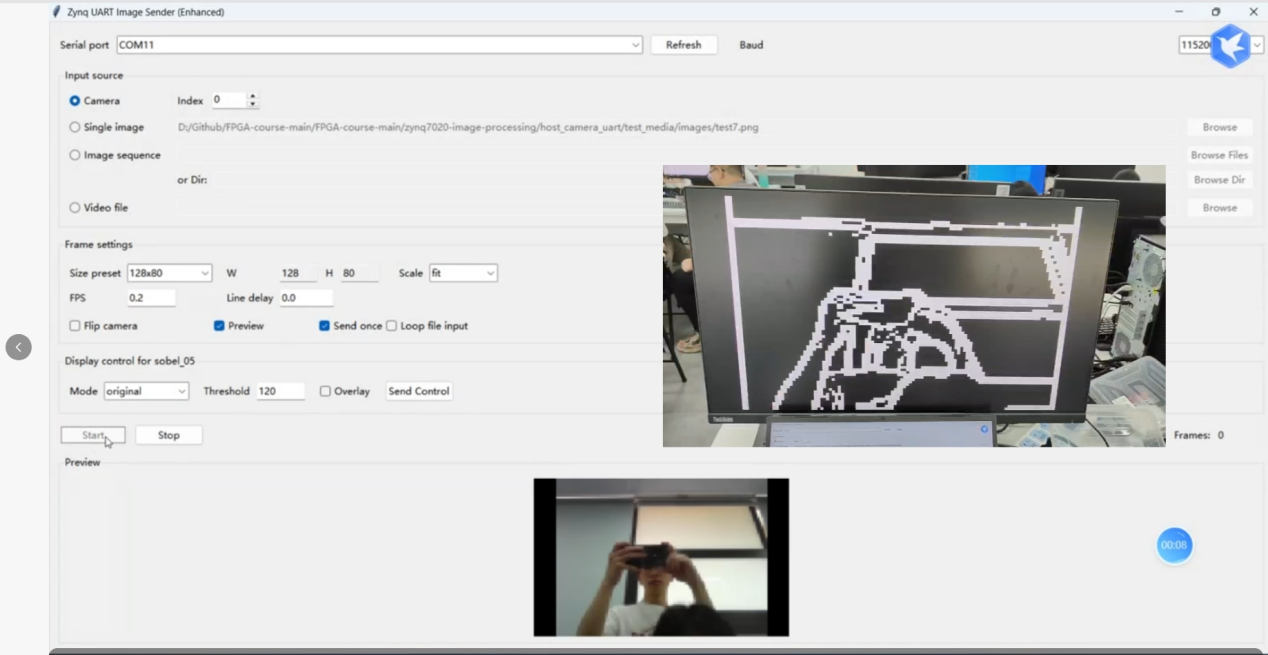 Zynq UART Image Sender (Enhanced)
Serial port COM11 Refresh Baud
Input source
Camera Index 0
Single image D:/Github/FPGA-course-main/FPGA-course-main/zynq7020-image-processing/host_camera_uart/test_media/images/test7.png Browse
Image sequence Browse Files
or Dir: Browse Dir
Video file Browse
Frame settings
Size preset 128x80 W 128 H 80 Scale fit
FPS 0.2 Line delay 0.0
Flip camera Preview Send once Loop file input
Display control for sobel_05
Mode original Threshold 120 Overlay Send Control
Start Stop Frames: 0
Preview
00:08